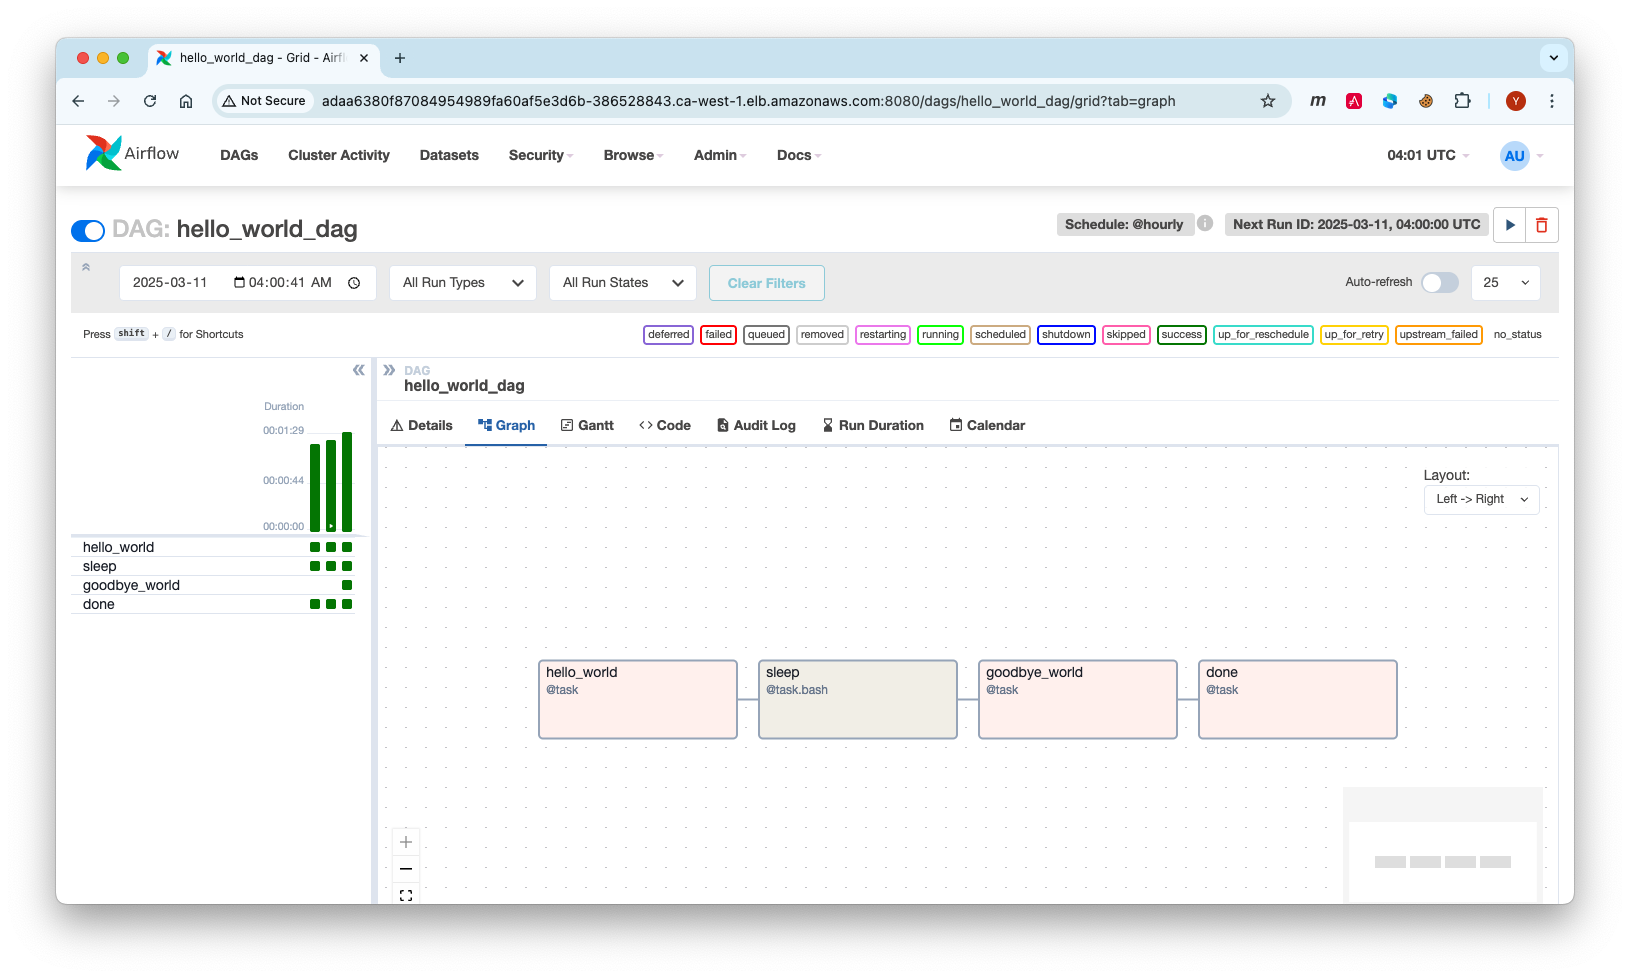 hello_world_dag - Grid - Airfl
Not Secure adaa6380f87084954989fa60af5e3d6b-386528843.ca-west-1.elb.amazonaws.com:8080/dags/hello_world_dag/grid?tab=graph
m
Y
Airflow DAGs Cluster Activity Datasets Security Browse Admin Docs 04:01 UTC AU
DAG: hello_world_dag
Schedule: @hourly i Next Run ID: 2025-03-11, 04:00:00 UTC
2025-03-11 04:00:41 AM All Run Types All Run States Clear Filters Auto-refresh 25
Press shift + / for Shortcuts
deferred failed queued removed restarting running scheduled shutdown skipped success up_for_reschedule up_for_retry upstream_failed no_status
Duration
00:01:29
00:00:44
00:00:00
hello_world
sleep
goodbye_world
done
DAG
hello_world_dag
Details Graph Gantt Code Audit Log Run Duration Calendar
Layout:
Left -> Right
hello_world
@task
sleep
@task.bash
goodbye_world
@task
done
@task